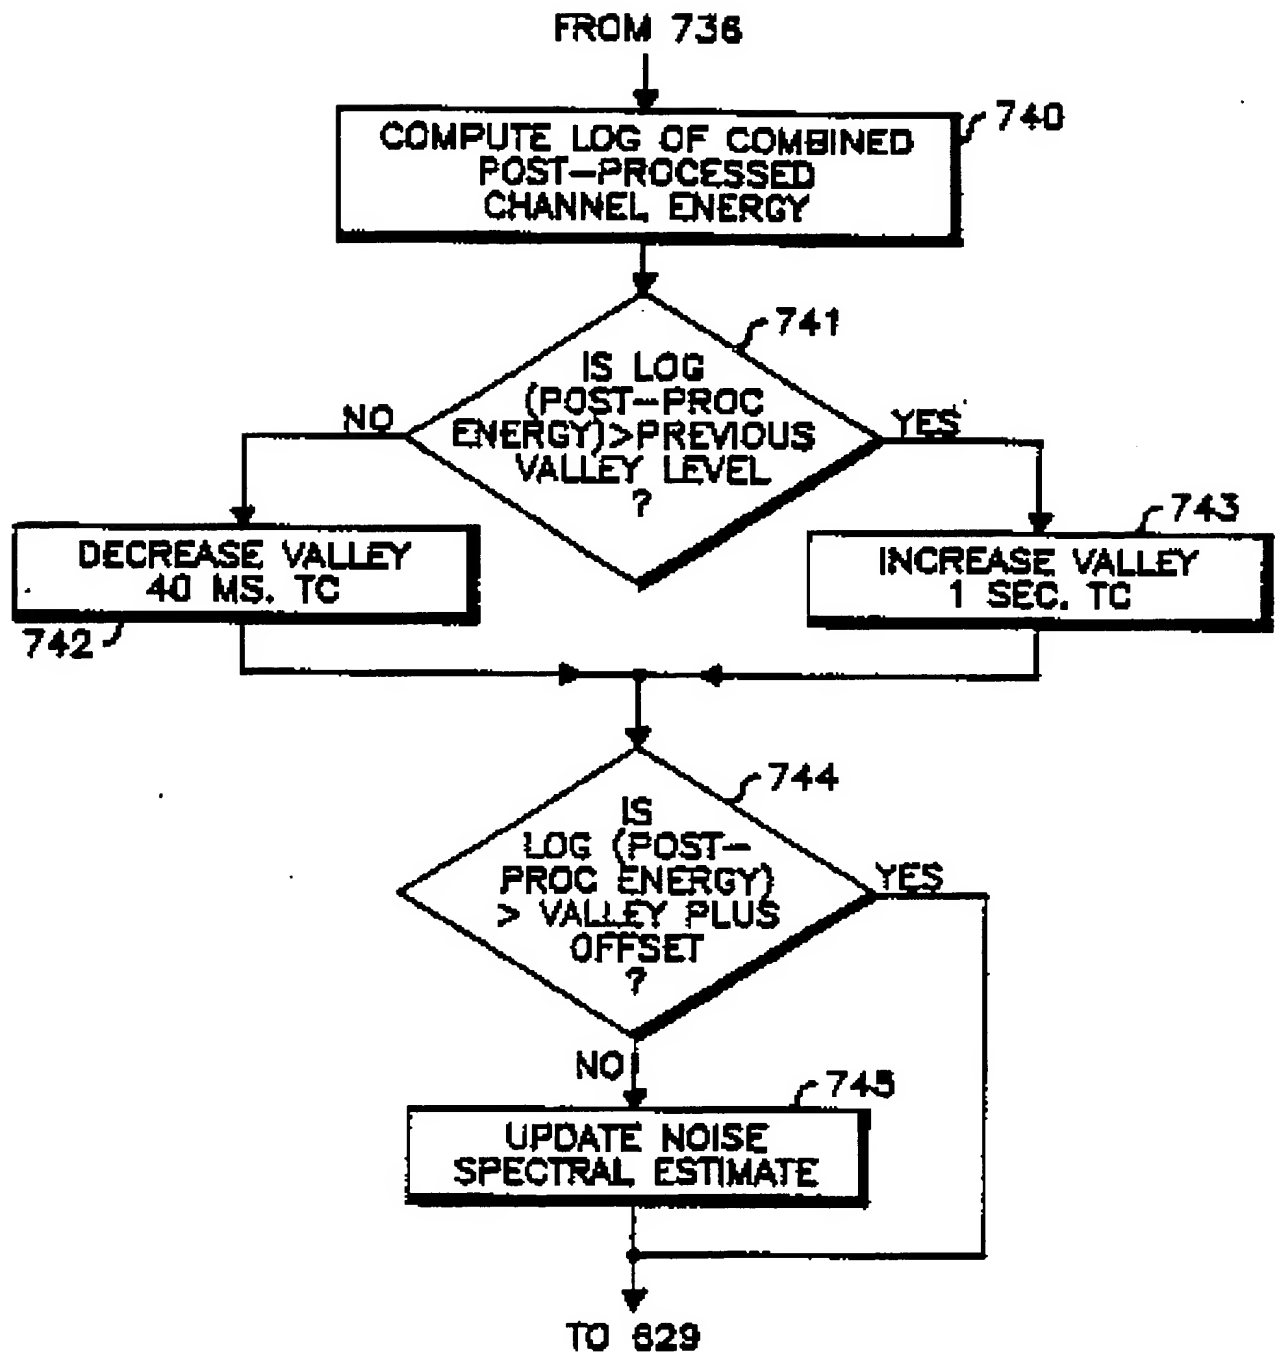 FROM 736
740
COMPUTE LOG OF COMBINED
POST-PROCESSED
CHANNEL ENERGY
741
IS LOG
(POST-PROC
ENERGY)>PREVIOUS
VALLEY LEVEL
?
NO
YES
DECREASE VALLEY
40 MS. TC
742
743
INCREASE VALLEY
1 SEC. TC
744
IS
LOG (POST-
PROC ENERGY)
> VALLEY PLUS
OFFSET
?
YES
NO
745
UPDATE NOISE
SPECTRAL ESTIMATE
TO 629